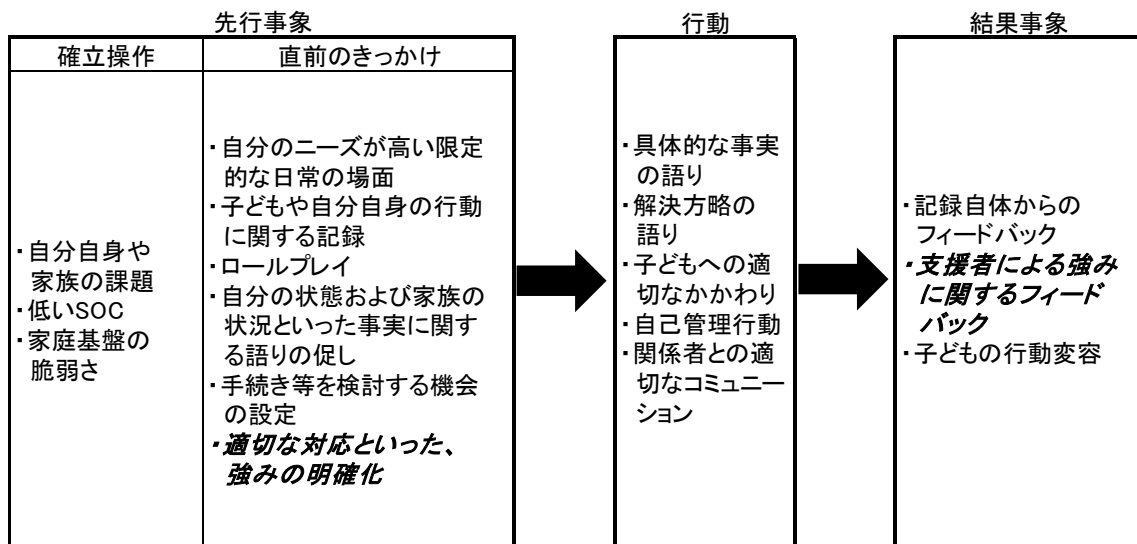 先行事象
行動
結果事象
確立操作
直前のきっかけ
・自分自身や
家族の課題
・低いSOC
・家庭基盤の
脆弱さ
・自分のニーズが高い限定
的な日常の場面
・子どもや自分自身の行動
に関する記録
・ロールプレイ
・自分の状態および家族の
状況といった事実に関す
る語りの促し
・手続き等を検討する機会
の設定
・適切な対応といった、
強みの明確化
・具体的な事実
の語り
・解決方略の
語り
・子どもへの適
切なかかわり
・自己管理行動
・関係者との適
切なコミュニケー
ション
・記録自体からの
フィードバック
・支援者による強み
に関するフィード
バック
・子どもの行動変容